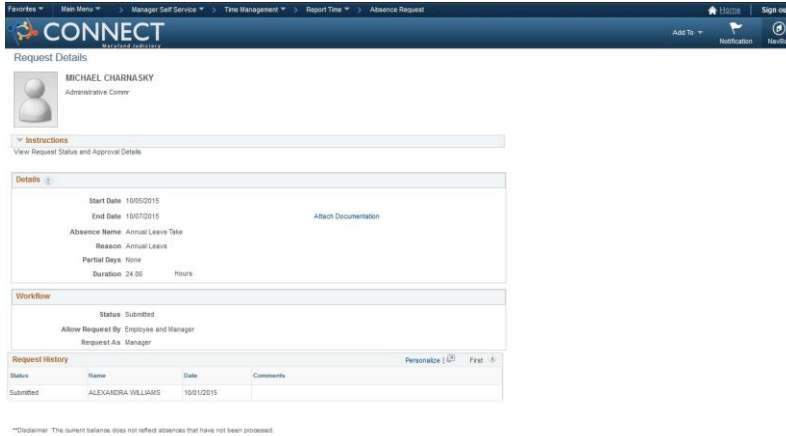 Favorites Main Menu > Manager Self Service > Time Management > Report Time > Absence Request Home Sign ou
CONNECT
Maryland Judiciary
Add To
Notification
NavB
Request Details
MICHAEL CHARNASKY
Administrative Commr
Instructions
View Request Status and Approval Details
Details
Start Date 10/05/2015
End Date 10/07/2015 Attach Documentation
Absence Name Annual Leave Take
Reason Annual Leave
Partial Days None
Duration 24.00 Hours
Workflow
Status Submitted
Allow Request By Employee and Manager
Request As Manager
Request History Personalize | First
Status Name Date Comments
Submitted ALEXANDRA WILLIAMS 10/01/2015
**Disclaimer The current balance does not reflect absences that have not been processed.